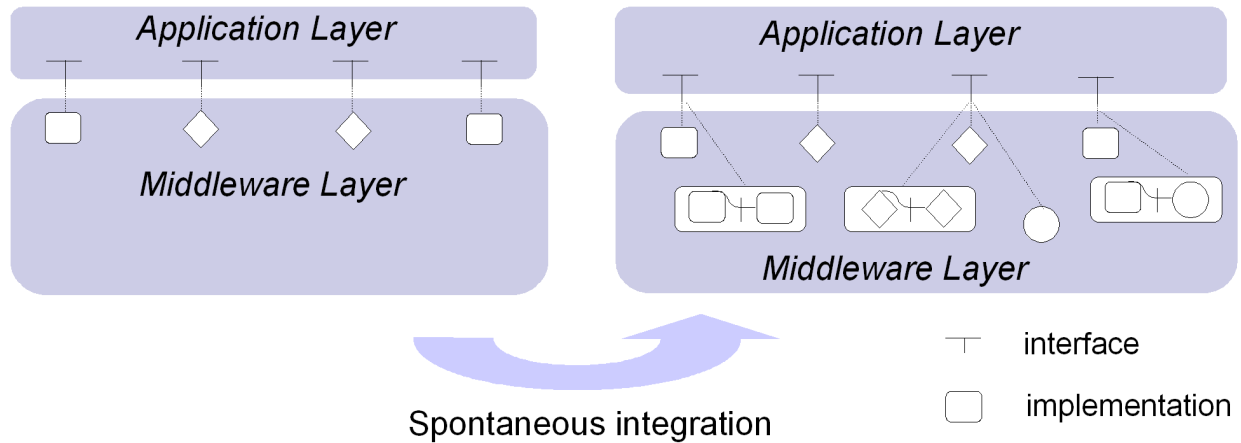 Application Layer
Middleware Layer
Application Layer
Middleware Layer
Spontaneous integration
interface
implementation